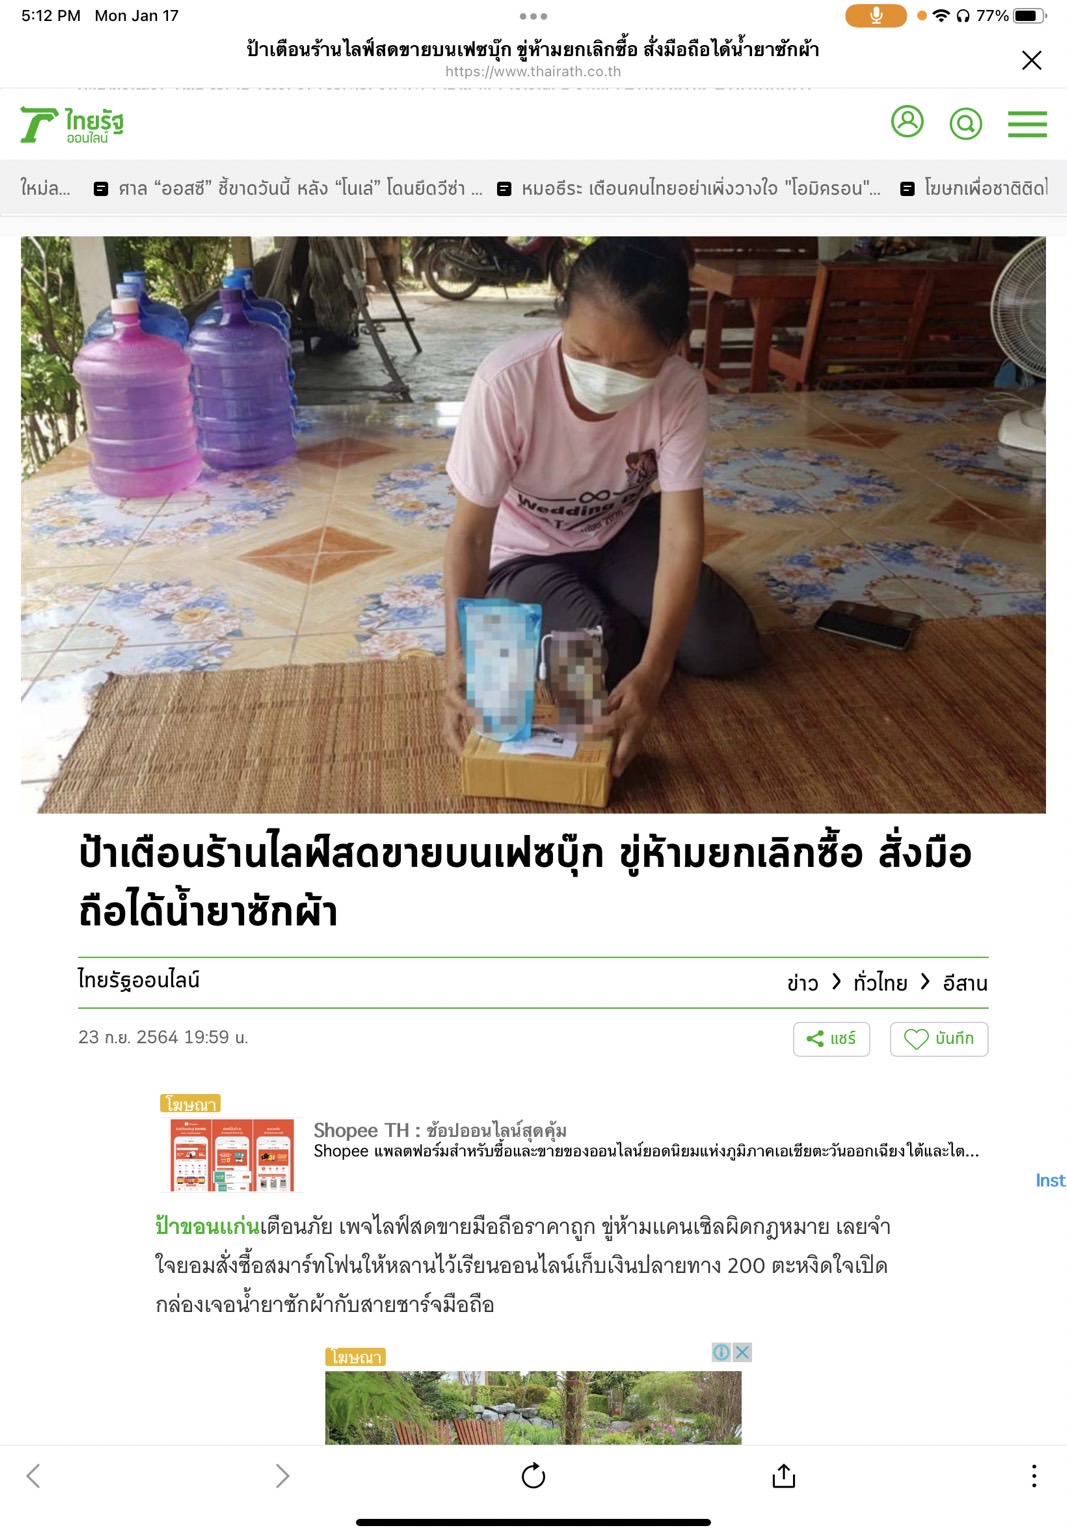 5:12 PM Mon Jan 17
77%
ป้าเตือนร้านไลฟ์สดขายบนเฟซบุ๊ก ขู่ห้ามยกเลิกซื้อ สั่งมือถือได้น้ำยาซักผ้า
https://www.thairath.co.th
ไทยรัฐ
ออนไลน์
ใหม่ล... ศาล “ออสซี” ชี้ขาดวันนี้ หลัง “โนเล่” โดนยึดวีซ่า ... หมอธีระ เตือนคนไทยอย่าเพิ่งวางใจ "โอมิครอน"... โฆษกเพื่อชาติติดโ
Wedding
ป้าเตือนร้านไลฟ์สดขายบนเฟซบุ๊ก ขู่ห้ามยกเลิกซื้อ สั่งมือ
ถือได้น้ำยาซักผ้า
ไทยรัฐออนไลน์
ข่าว > ทั่วไทย > อีสาน
23 ก.ย. 2564 19:59 น.
แชร์
บันทึก
โฆษณา
Shopee TH : ช้อปออนไลน์สุดคุ้ม
Shopee แพลตฟอร์มสำหรับซื้อและขายของออนไลน์ยอดนิยมแห่งภูมิภาคเอเชียตะวันออกเฉียงใต้และไต...
Inst
ป้าขอนแก่นเตือนภัย เพจไลฟ์สดขายมือถือราคาถูก ขู่ห้ามแคนเซิลผิดกฎหมาย เลยจำ
ใจยอมสั่งซื้อสมาร์ทโฟนให้หลานไว้เรียนออนไลน์เก็บเงินปลายทาง 200 ตะหงิดใจเปิด
กล่องเจอน้ำยาซักผ้ากับสายชาร์จมือถือ
โฆษณา